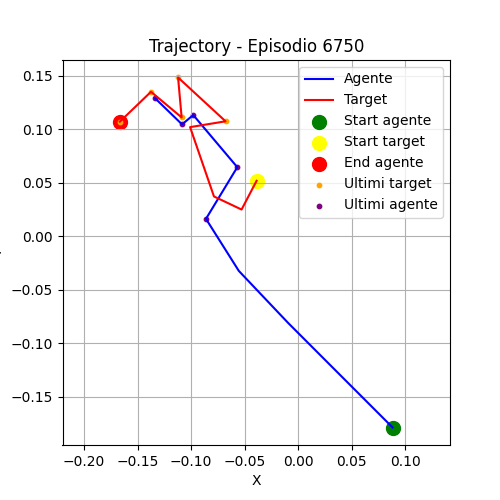 Trajectory - Episodio 6750
Agente
Target
Start agente
Start target
End agente
Ultimi target
Ultimi agente
0.15
0.10
0.05
0.00
−0.05
−0.10
−0.15
−0.20
−0.15
−0.10
−0.05
0.00
0.05
0.10
X